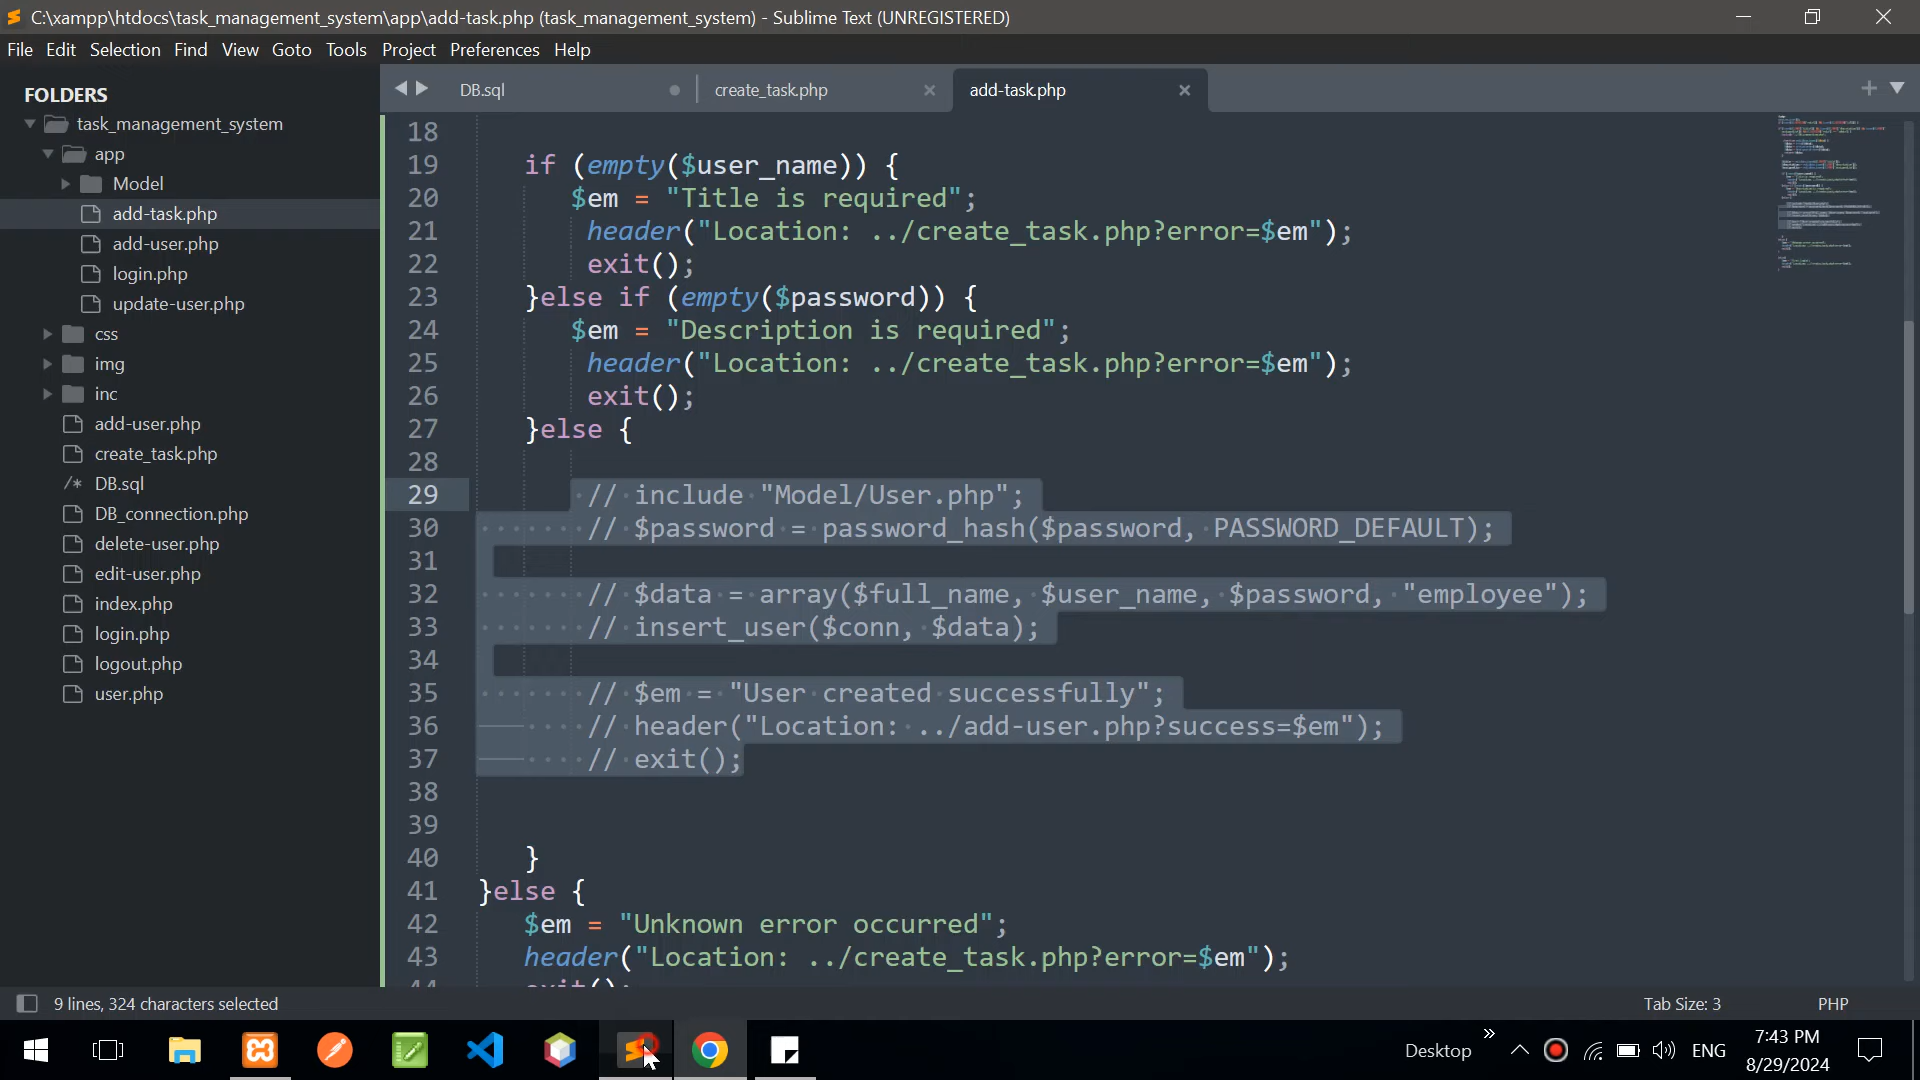 C:\xampp\htdocs\task_management_system\app\add-task.php (task_management_system) - Sublime Text (UNREGISTERED)
File Edit Selection Find View Goto Tools Project Preferences Help
FOLDERS
task_management_system
app
Model
add-task.php
add-user.php
login.php
update-user.php
css
img
inc
add-user.php
create_task.php
/* DB.sql
DB_connection.php
delete-user.php
edit-user.php
index.php
login.php
logout.php
user.php
DB.sql create_task.php add-task.php
18
19 if (empty($user_name)) {
20 $em = "Title is required";
21 header("Location: ../create_task.php?error=$em");
22 exit();
23 }else if (empty($password)) {
24 $em = "Description is required";
25 header("Location: ../create_task.php?error=$em");
26 exit();
27 }else {
28
29 // include "Model/User.php";
30 // $password = password_hash($password, PASSWORD_DEFAULT);
31
32 // $data = array($full_name, $user_name, $password, "employee");
33 // insert_user($conn, $data);
34
35 // $em = "User created successfully";
36 // header("Location: ../add-user.php?success=$em");
37 // exit();
38
39
40 }
41 }else {
42 $em = "Unknown error occurred";
43 header("Location: ../create_task.php?error=$em");
44 exit();
9 lines, 324 characters selected
Tab Size: 3 PHP
Desktop ENG 7:43 PM
8/29/2024